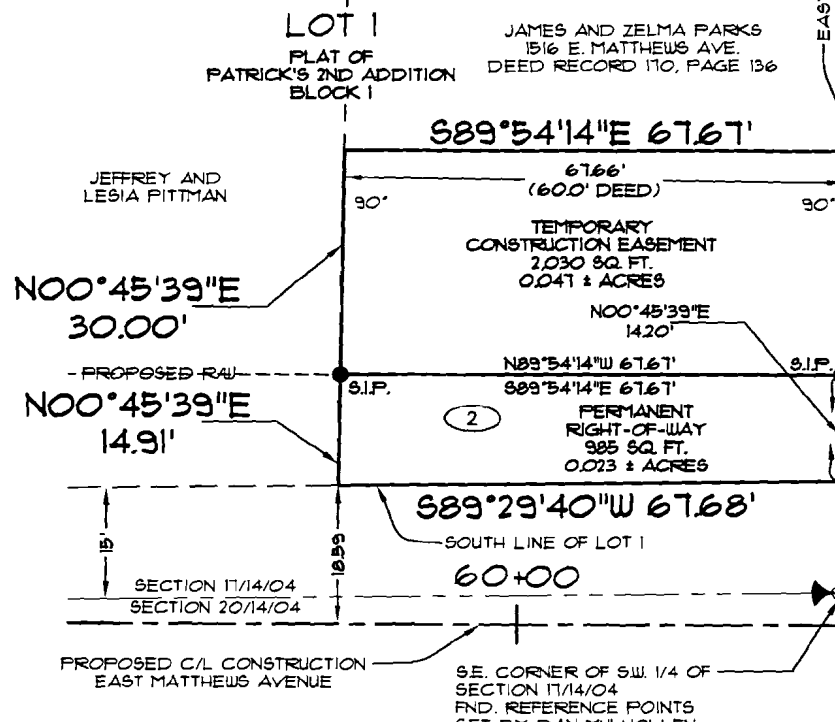 LOT 1
PLAT OF
PATRICK'S 2ND ADDITION
BLOCK 1
JAMES AND ZELMA PARKS
1516 E. MATTHEWS AVE.
DEED RECORD 170, PAGE 136
EAST
S89°54'14"E 67.67'
67.66'
(60.0' DEED)
90°
90°
JEFFREY AND
LESIA PITTMAN
TEMPORARY
CONSTRUCTION EASEMENT
2,030 SQ. FT.
0.047 ± ACRES
N00°45'39"E
30.00'
N00°45'39"E
14.20'
PROPOSED R/W
N89°54'14"W 67.67'
S.I.P.
S.I.P.
S89°54'14"E 67.67'
N00°45'39"E
14.91'
2
PERMANENT
RIGHT-OF-WAY
985 SQ. FT.
0.023 ± ACRES
S89°29'40"W 67.68'
SOUTH LINE OF LOT 1
15'
18.59
60+00
SECTION 17/14/04
SECTION 20/14/04
PROPOSED C/L CONSTRUCTION
EAST MATTHEWS AVENUE
S.E. CORNER OF S.W. 1/4 OF
SECTION 17/14/04
FND. REFERENCE POINTS